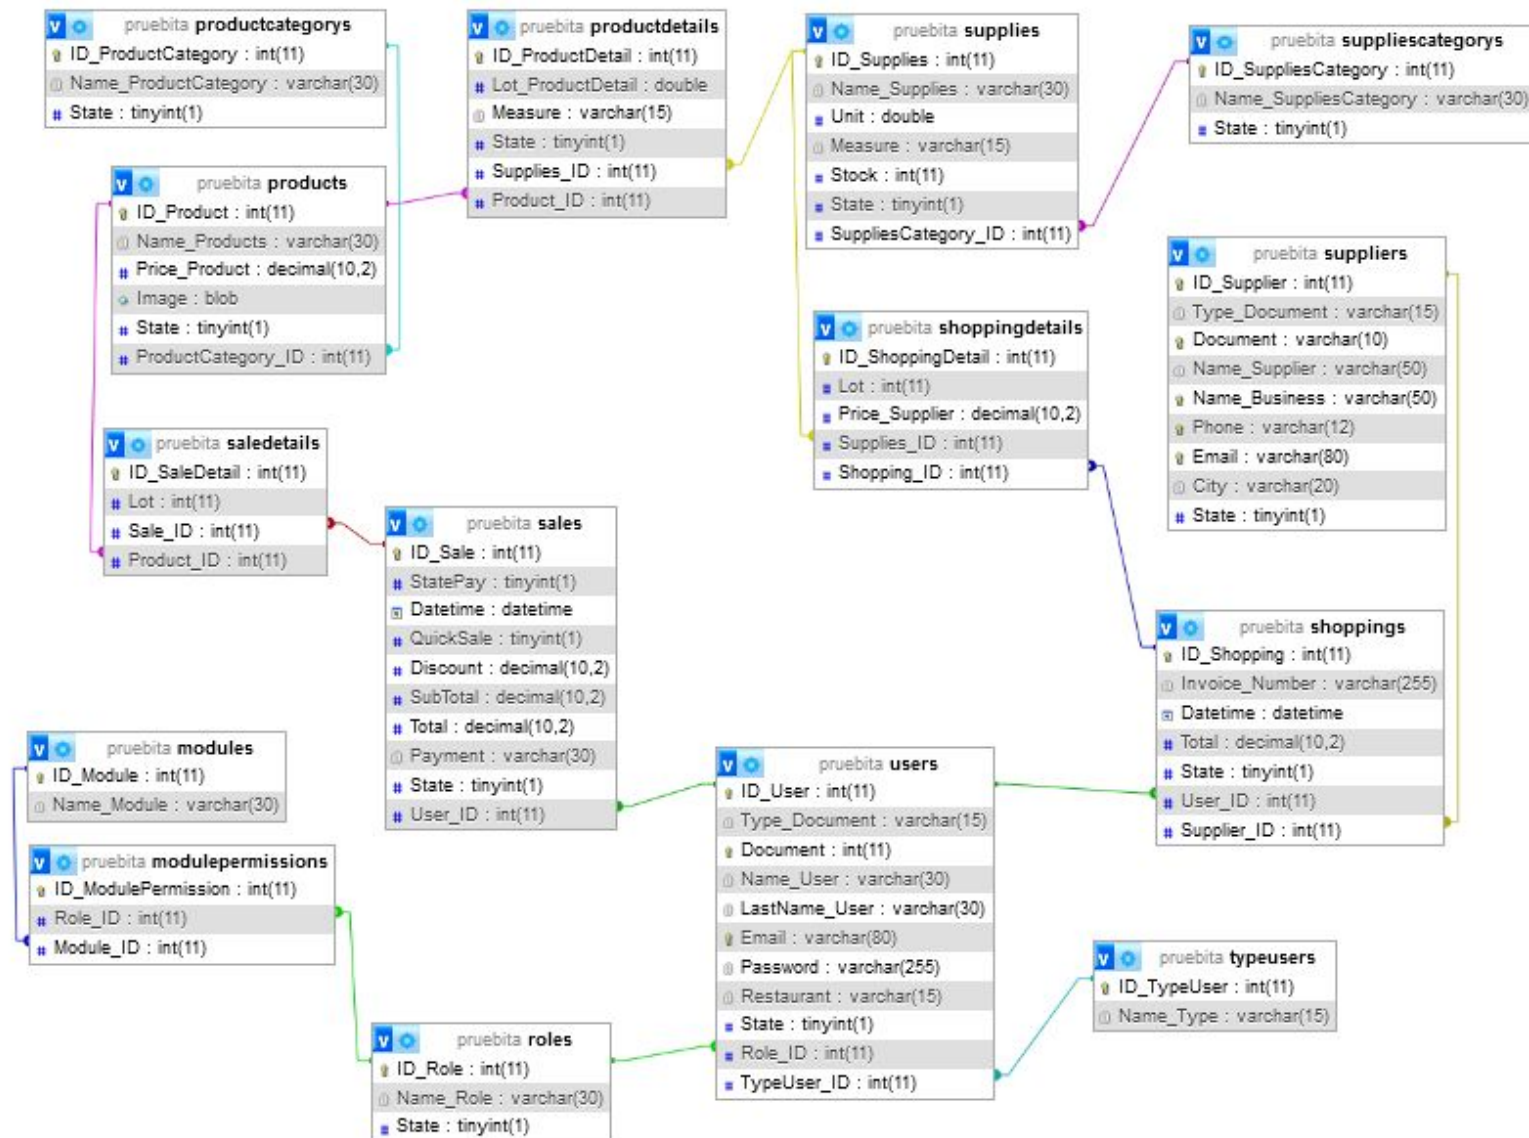 pruebita productcategorys
ID_ProductCategory : int(11)
Name_ProductCategory : varchar(30)
State : tinyint(1)
pruebita productdetails
ID_ProductDetail : int(11)
Lot_ProductDetail : double
Measure : varchar(15)
State : tinyint(1)
Supplies_ID : int(11)
Product_ID : int(11)
pruebita supplies
ID_Supplies : int(11)
Name_Supplies : varchar(30)
Unit : double
Measure : varchar(15)
Stock : int(11)
State : tinyint(1)
SuppliesCategory_ID : int(11)
pruebita suppliescategorys
ID_SuppliesCategory : int(11)
Name_SuppliesCategory : varchar(30)
State : tinyint(1)
pruebita products
ID_Product : int(11)
Name_Products : varchar(30)
Price_Product : decimal(10,2)
Image : blob
State : tinyint(1)
ProductCategory_ID : int(11)
pruebita suppliers
ID_Supplier : int(11)
Type_Document : varchar(15)
Document : varchar(10)
Name_Supplier : varchar(50)
Name_Business : varchar(50)
Phone : varchar(12)
Email : varchar(80)
City : varchar(20)
State : tinyint(1)
pruebita shoppingdetails
ID_ShoppingDetail : int(11)
Lot : int(11)
Price_Supplier : decimal(10,2)
Supplies_ID : int(11)
Shopping_ID : int(11)
pruebita saledetails
ID_SaleDetail : int(11)
Lot : int(11)
Sale_ID : int(11)
Product_ID : int(11)
pruebita sales
ID_Sale : int(11)
StatePay : tinyint(1)
Datetime : datetime
QuickSale : tinyint(1)
Discount : decimal(10,2)
SubTotal : decimal(10,2)
Total : decimal(10,2)
Payment : varchar(30)
State : tinyint(1)
User_ID : int(11)
pruebita shoppings
ID_Shopping : int(11)
Invoice_Number : varchar(255)
Datetime : datetime
Total : decimal(10,2)
State : tinyint(1)
User_ID : int(11)
Supplier_ID : int(11)
pruebita modules
ID_Module : int(11)
Name_Module : varchar(30)
pruebita modulepermissions
ID_ModulePermission : int(11)
Role_ID : int(11)
Module_ID : int(11)
pruebita users
ID_User : int(11)
Type_Document : varchar(15)
Document : int(11)
Name_User : varchar(30)
LastName_User : varchar(30)
Email : varchar(80)
Password : varchar(255)
Restaurant : varchar(15)
State : tinyint(1)
Role_ID : int(11)
TypeUser_ID : int(11)
pruebita typeusers
ID_TypeUser : int(11)
Name_Type : varchar(15)
pruebita roles
ID_Role : int(11)
Name_Role : varchar(30)
State : tinyint(1)